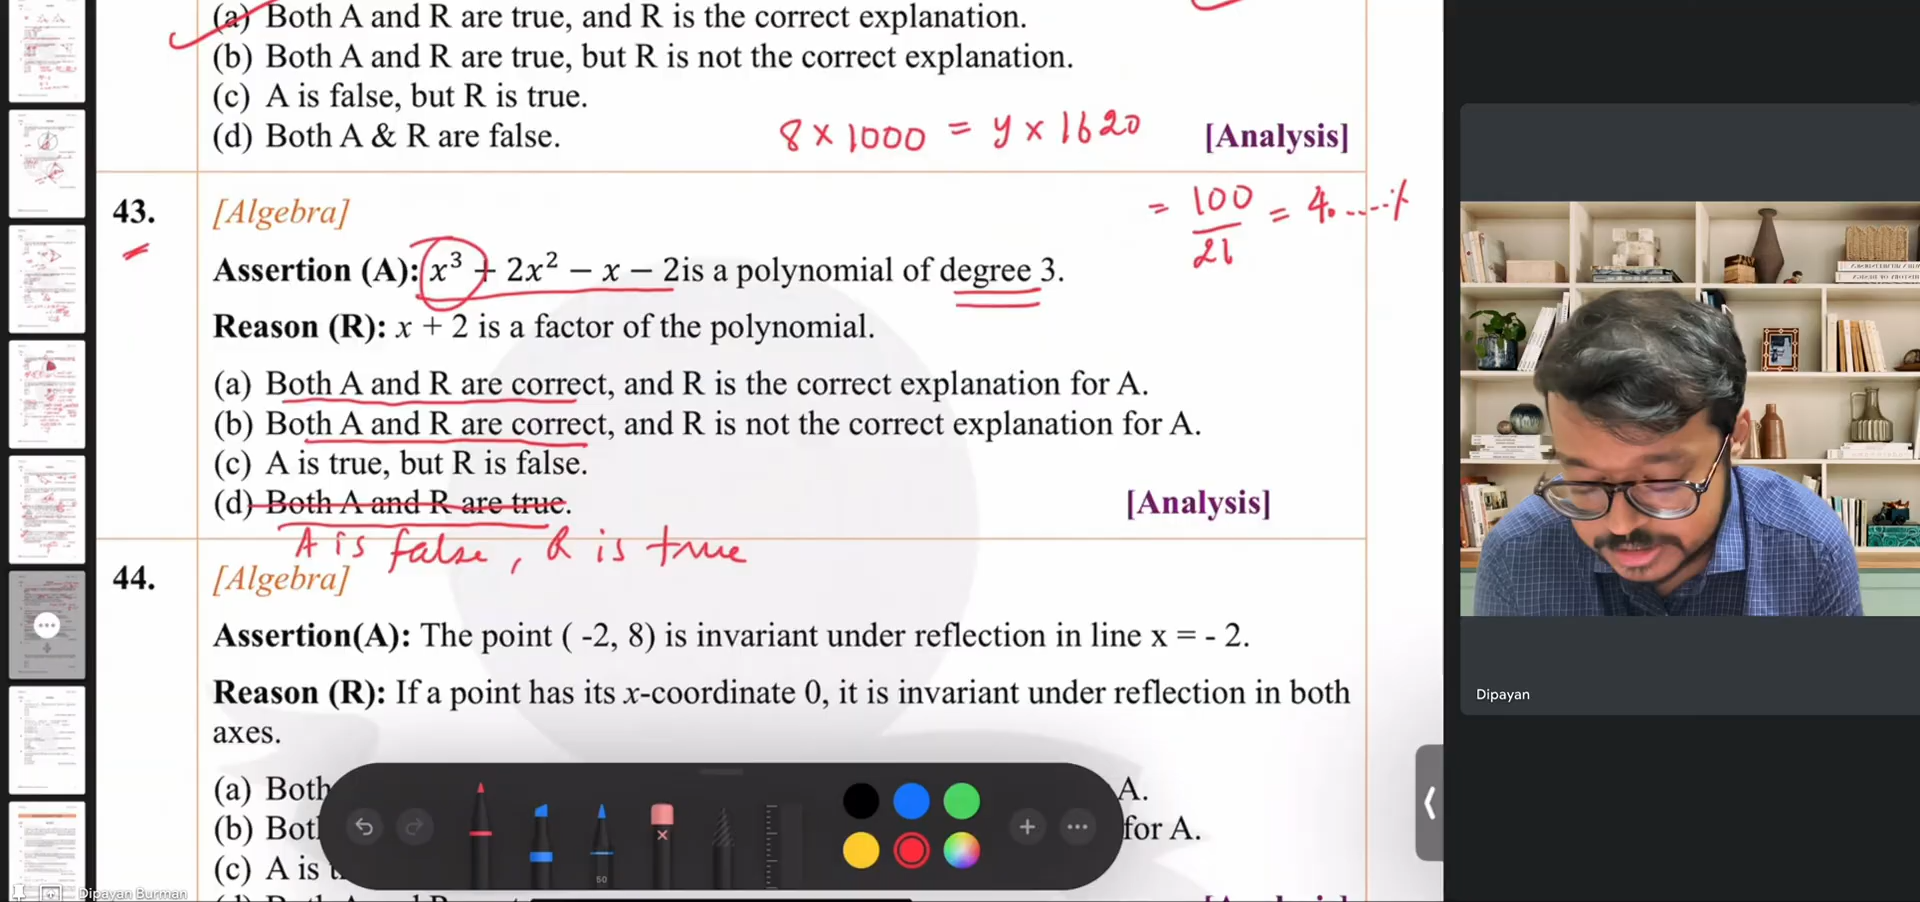 (a) Both A and R are true, and R is the correct explanation.
(b) Both A and R are true, but R is not the correct explanation.
(c) A is false, but R is true.
(d) Both A & R are false.
8 × 1000 = y × 1620
[Analysis]
43.
[Algebra]
= 100/21 = 4.....%
Assertion (A): x³ + 2x² − x − 2is a polynomial of degree 3.
Reason (R): x + 2 is a factor of the polynomial.
(a) Both A and R are correct, and R is the correct explanation for A.
(b) Both A and R are correct, and R is not the correct explanation for A.
(c) A is true, but R is false.
(d) Both A and R are true.
[Analysis]
A is false, R is true
44.
[Algebra]
Assertion(A): The point ( -2, 8) is invariant under reflection in line x = - 2.
Reason (R): If a point has its x-coordinate 0, it is invariant under reflection in both
axes.
(a) Both
A.
(b) Bot
for A.
(c) A is
50
Dipayan
Dipayan Burman